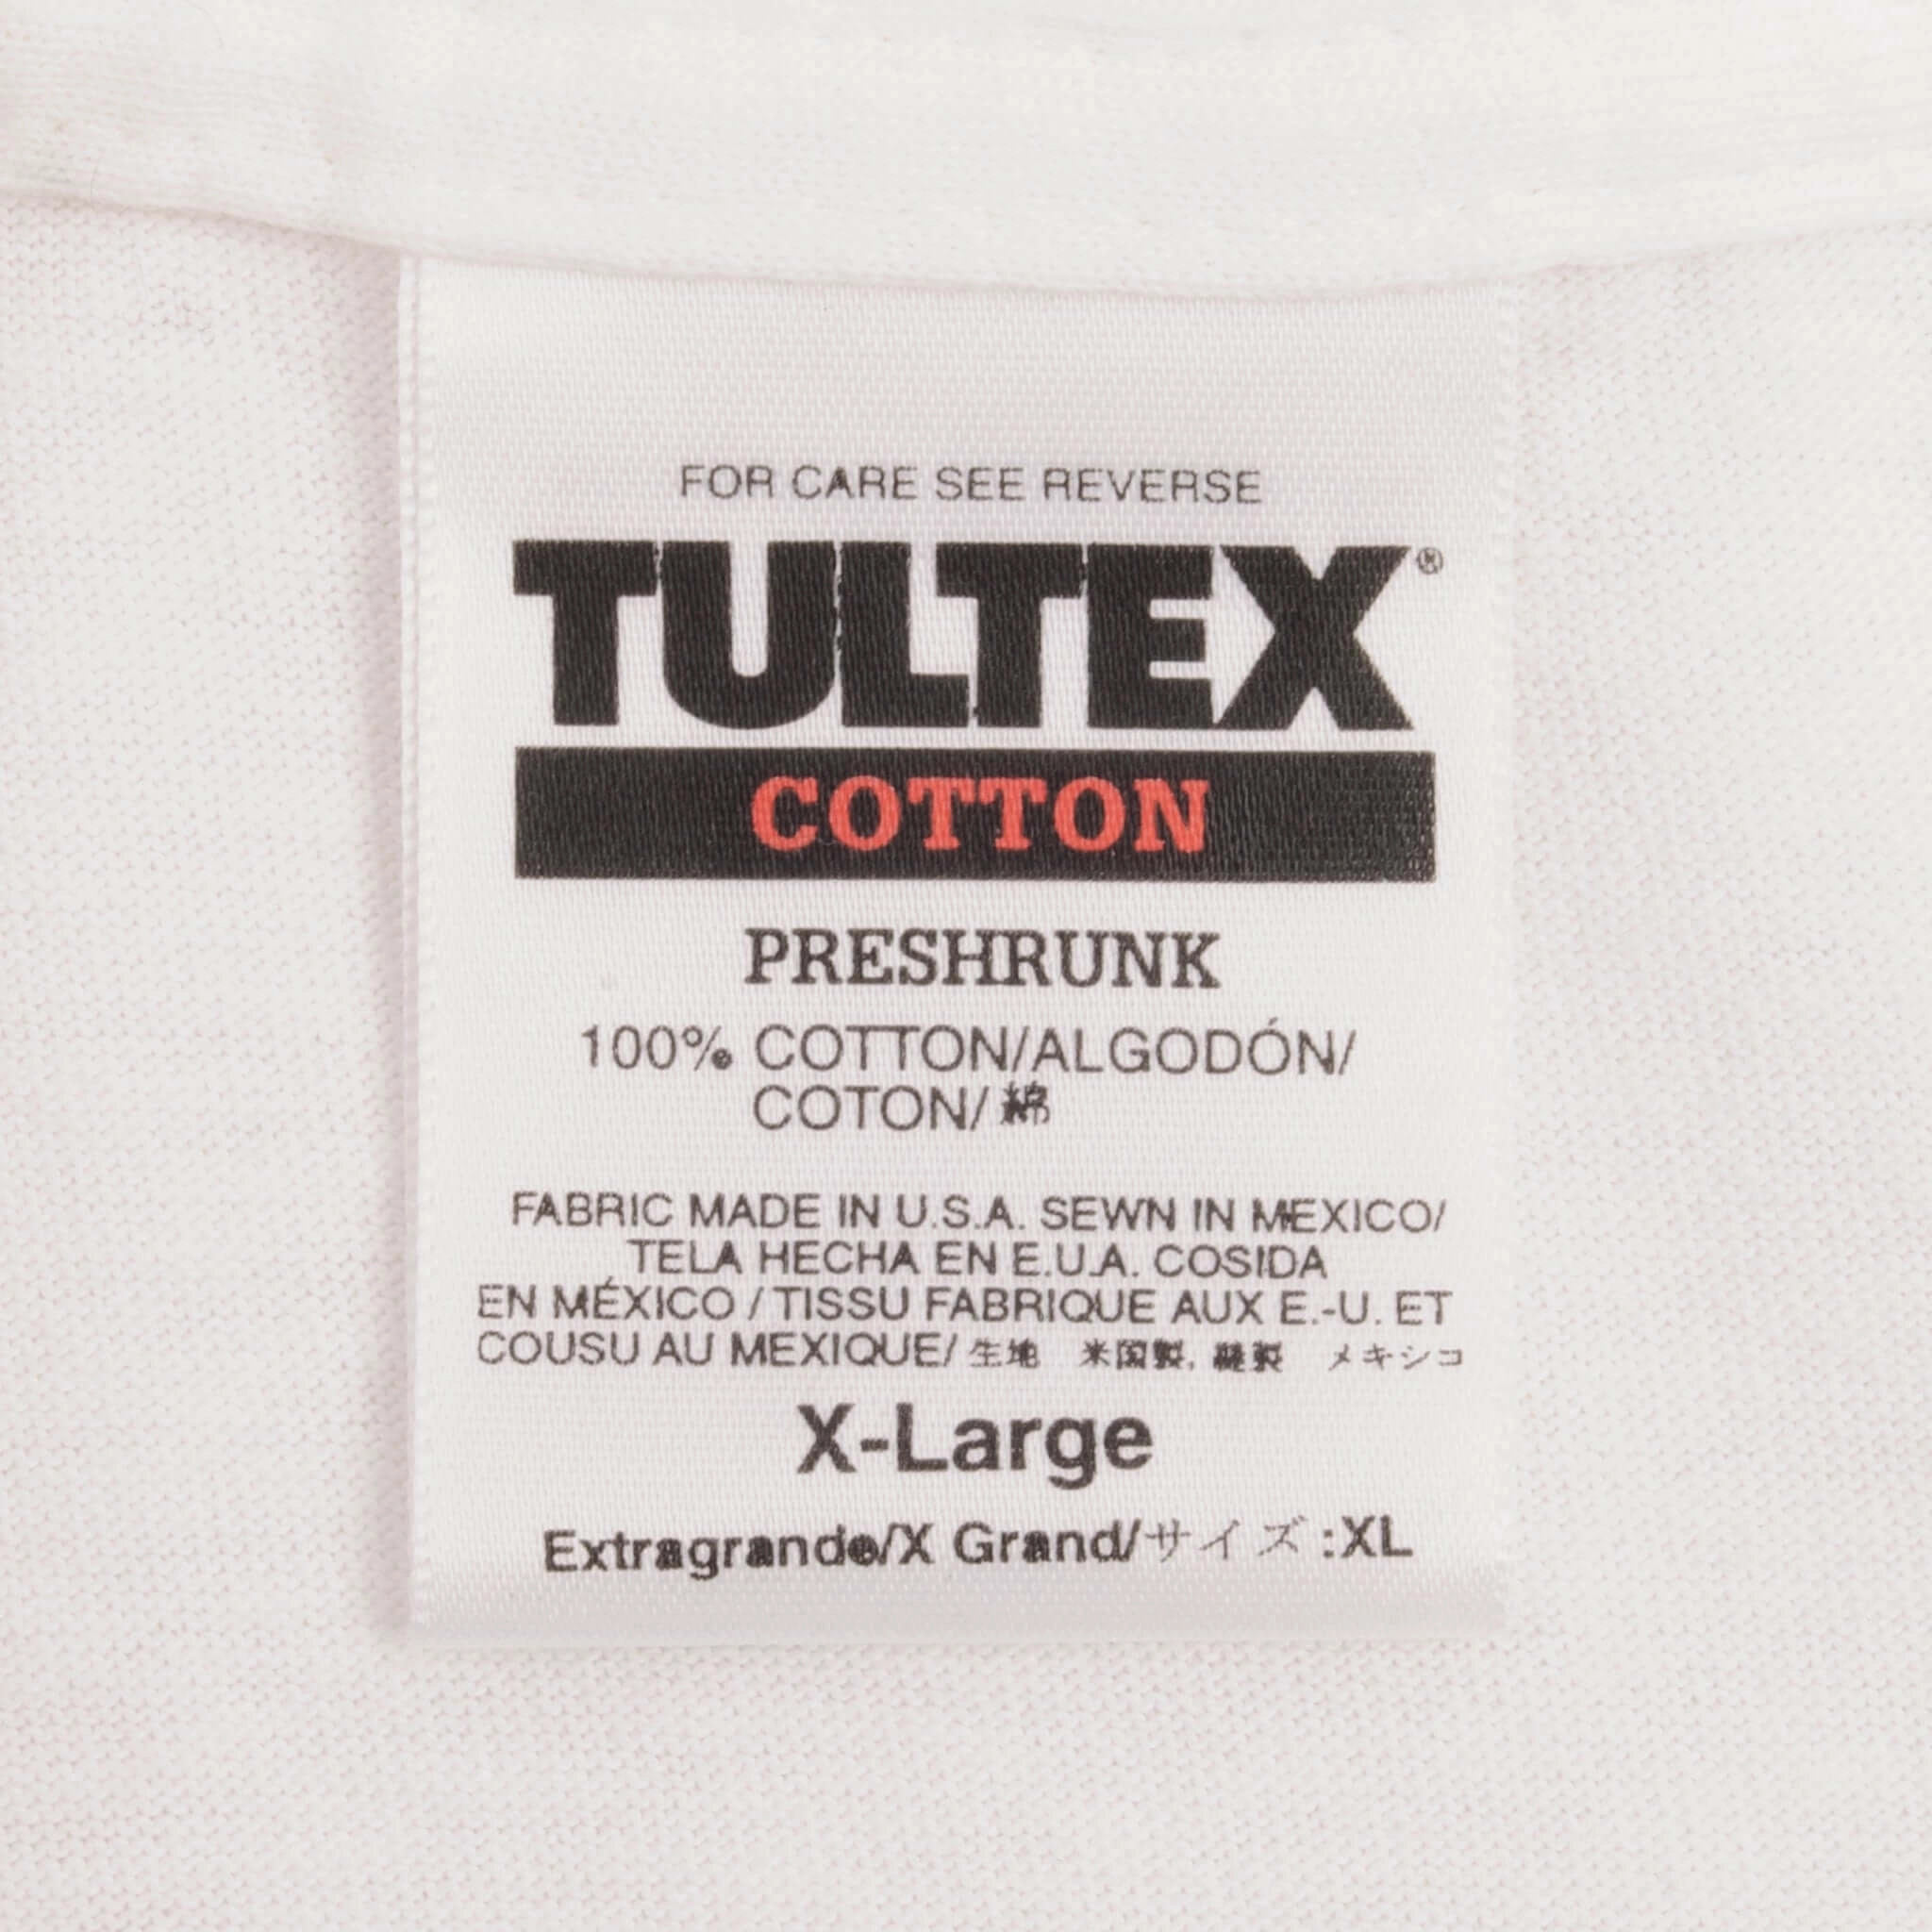 FOR CARE SEE REVERSE
TULTEX®
COTTON
PRESHRUNK
100% COTTON/ALGODÓN/
COTON/綿
FABRIC MADE IN U.S.A. SEWN IN MEXICO/
TELA HECHA EN E.U.A. COSIDA
EN MÉXICO / TISSU FABRIQUE AUX E.-U. ET
COUSU AU MEXIQUE/ 生地 米国製, 縫製 メキシコ
X-Large
Extragrande/X Grand/サイズ:XL